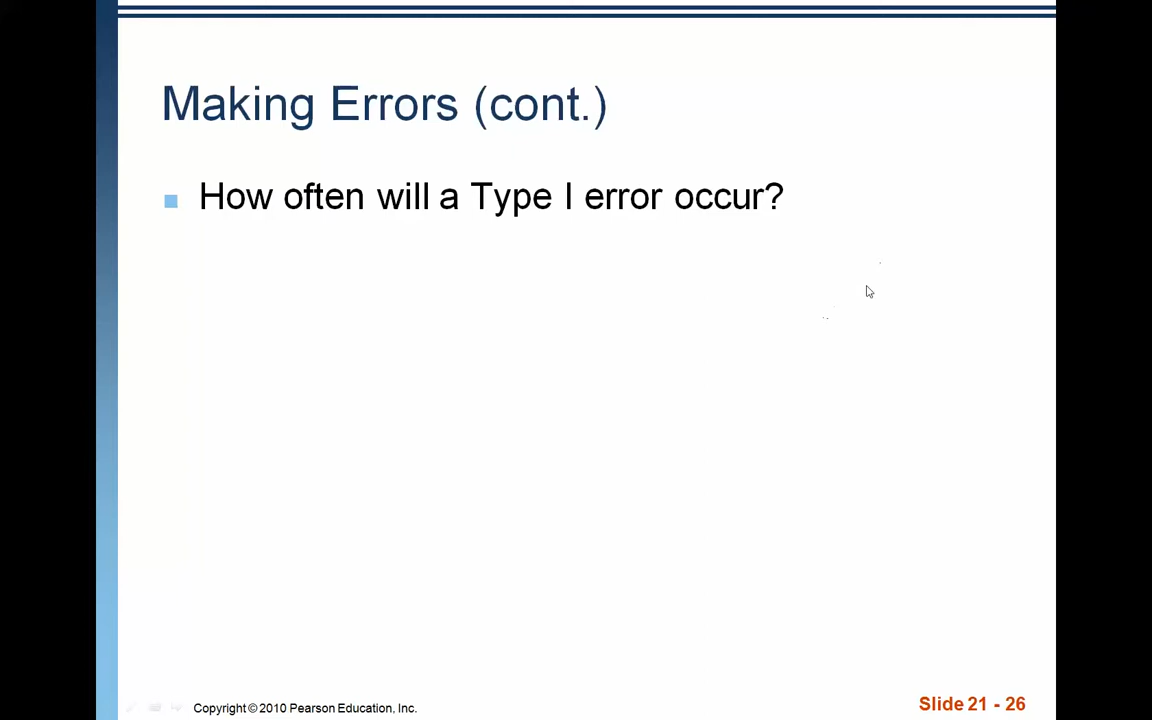 Making Errors (cont.)
How often will a Type I error occur?
Copyright © 2010 Pearson Education, Inc.
Slide 21 - 26